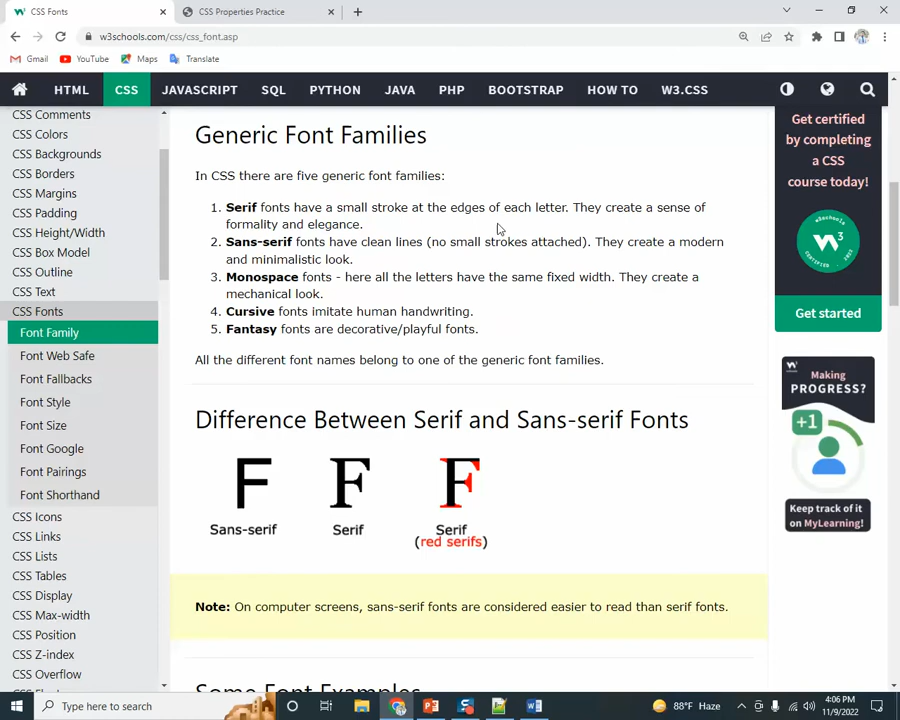 CSS Fonts
CSS Properties Practice
w3schools.com/css/css_font.asp
Gmail
YouTube
Maps
Translate
HTML
CSS
JAVASCRIPT
SQL
PYTHON
JAVA
PHP
BOOTSTRAP
HOW TO
W3.CSS
CSS Comments
CSS Colors
CSS Backgrounds
CSS Borders
CSS Margins
CSS Padding
CSS Height/Width
CSS Box Model
CSS Outline
CSS Text
CSS Fonts
Font Family
Font Web Safe
Font Fallbacks
Font Style
Font Size
Font Google
Font Pairings
Font Shorthand
CSS Icons
CSS Links
CSS Lists
CSS Tables
CSS Display
CSS Max-width
CSS Position
CSS Z-index
CSS Overflow
Generic Font Families
In CSS there are five generic font families:
1. Serif fonts have a small stroke at the edges of each letter. They create a sense of
formality and elegance.
2. Sans-serif fonts have clean lines (no small strokes attached). They create a modern
and minimalistic look.
3. Monospace fonts - here all the letters have the same fixed width. They create a
mechanical look.
4. Cursive fonts imitate human handwriting.
5. Fantasy fonts are decorative/playful fonts.
All the different font names belong to one of the generic font families.
Difference Between Serif and Sans-serif Fonts
F F F
Sans-serif Serif Serif
(red serifs)
Note: On computer screens, sans-serif fonts are considered easier to read than serif fonts.
Some Font Examples
Get certified
by completing
a CSS
course today!
w3schools
CERTIFIED . 2022
W3
Get started
Making
PROGRESS?
+1
Keep track of it
on MyLearning!
Type here to search
88°F Haze
4:06 PM
11/9/2022